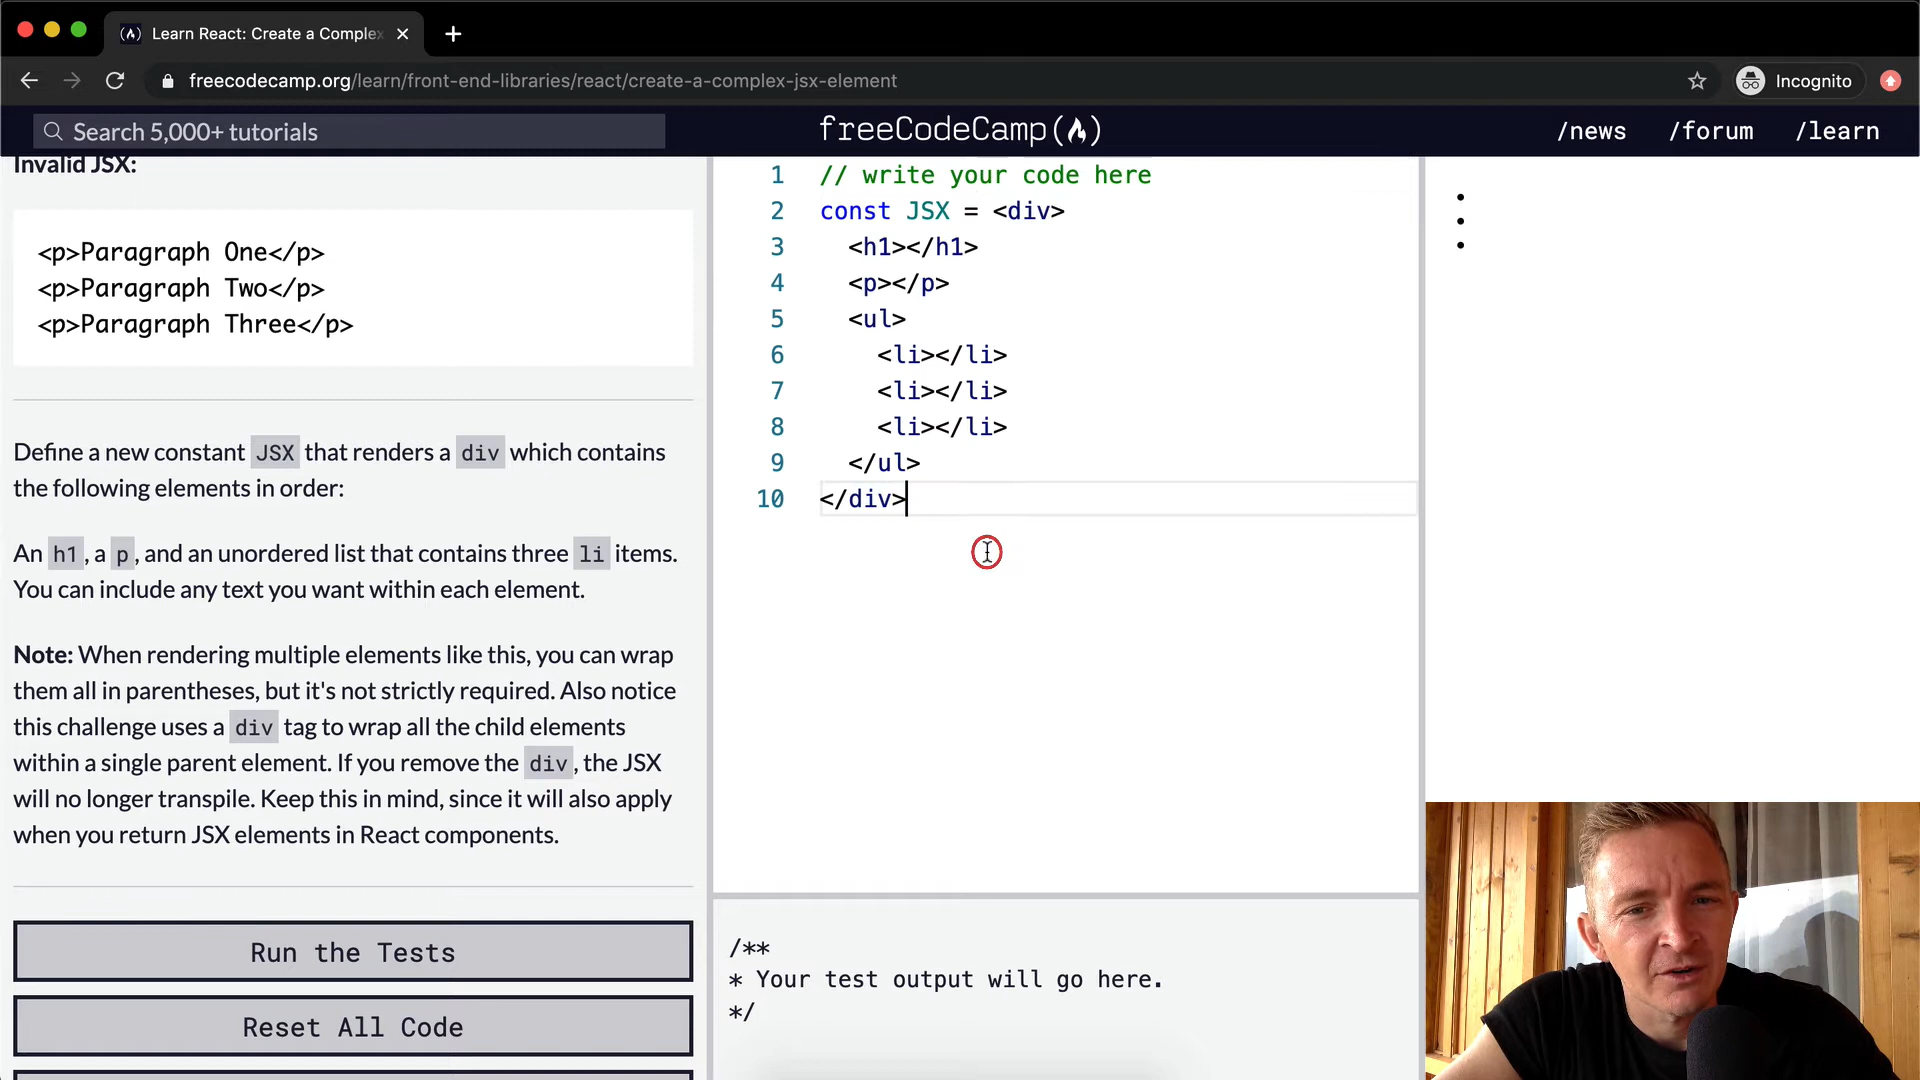 Learn React: Create a Complex
freecodecamp.org/learn/front-end-libraries/react/create-a-complex-jsx-element
Incognito
Search 5,000+ tutorials
freeCodeCamp
/news
/forum
/learn
Invalid JSX:
<p>Paragraph One</p>
<p>Paragraph Two</p>
<p>Paragraph Three</p>
Define a new constant JSX that renders a div which contains
the following elements in order:
An h1, a p, and an unordered list that contains three li items.
You can include any text you want within each element.
Note: When rendering multiple elements like this, you can wrap
them all in parentheses, but it's not strictly required. Also notice
this challenge uses a div tag to wrap all the child elements
within a single parent element. If you remove the div, the JSX
will no longer transpile. Keep this in mind, since it will also apply
when you return JSX elements in React components.
Run the Tests
Reset All Code
1 // write your code here
2 const JSX = <div>
3 <h1></h1>
4 <p></p>
5 <ul>
6 <li></li>
7 <li></li>
8 <li></li>
9 </ul>
10 </div>
/**
* Your test output will go here.
*/